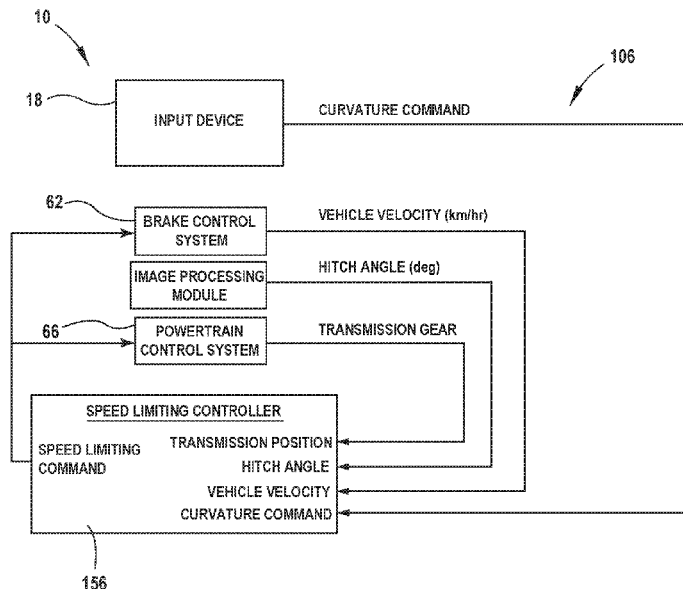 10
106
18
INPUT DEVICE
CURVATURE COMMAND
62
BRAKE CONTROL
SYSTEM
VEHICLE VELOCITY (km/hr)
IMAGE PROCESSING
MODULE
HITCH ANGLE (deg)
66
POWERTRAIN
CONTROL SYSTEM
TRANSMISSION GEAR
SPEED LIMITING CONTROLLER
SPEED LIMITING
COMMAND
TRANSMISSION POSITION
HITCH ANGLE
VEHICLE VELOCITY
CURVATURE COMMAND
156